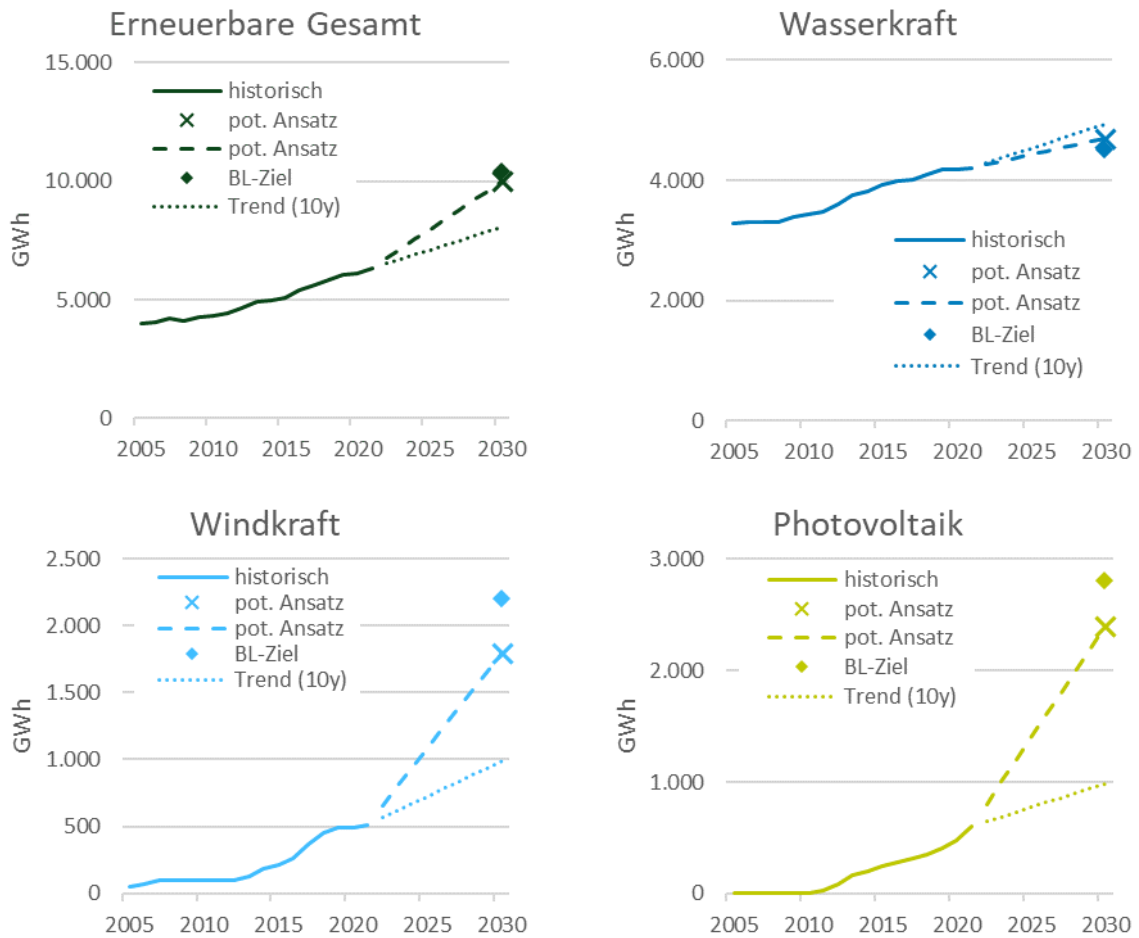 Erneuerbare Gesamt
15.000
10.000
5.000
0
GWh
historisch
pot. Ansatz
pot. Ansatz
BL-Ziel
Trend (10y)
2005 2010 2015 2020 2025 2030
Wasserkraft
6.000
4.000
2.000
0
GWh
historisch
pot. Ansatz
pot. Ansatz
BL-Ziel
Trend (10y)
2005 2010 2015 2020 2025 2030
Windkraft
2.500
2.000
1.500
1.000
500
0
GWh
historisch
pot. Ansatz
pot. Ansatz
BL-Ziel
Trend (10y)
2005 2010 2015 2020 2025 2030
Photovoltaik
3.000
2.000
1.000
0
GWh
historisch
pot. Ansatz
pot. Ansatz
BL-Ziel
Trend (10y)
2005 2010 2015 2020 2025 2030